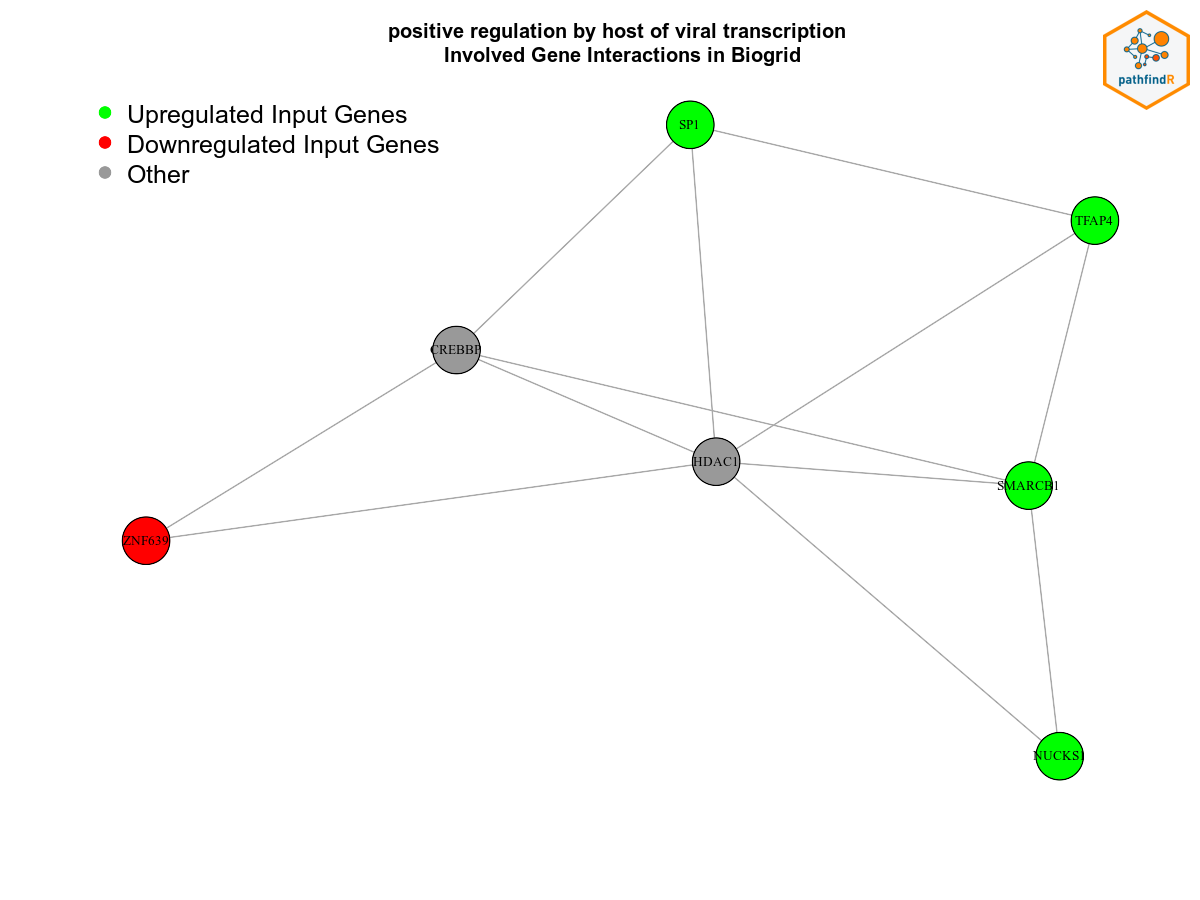 positive regulation by host of viral transcription
Involved Gene Interactions in Biogrid
pathfindR
Upregulated Input Genes
Downregulated Input Genes
Other
SP1
TFAP4
CREBBP
HDAC1
SMARCB1
ZNF639
NUCKS1